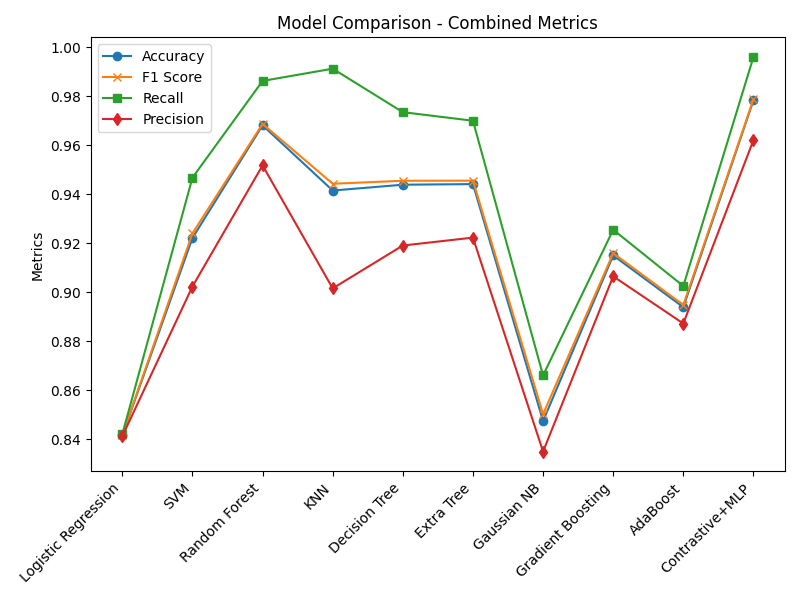 Model Comparison - Combined Metrics
Accuracy
F1 Score
Recall
Precision
Metrics
1.00
0.98
0.96
0.94
0.92
0.90
0.88
0.86
0.84
Logistic Regression
SVM
Random Forest
KNN
Decision Tree
Extra Tree
Gaussian NB
Gradient Boosting
AdaBoost
Contrastive+MLP